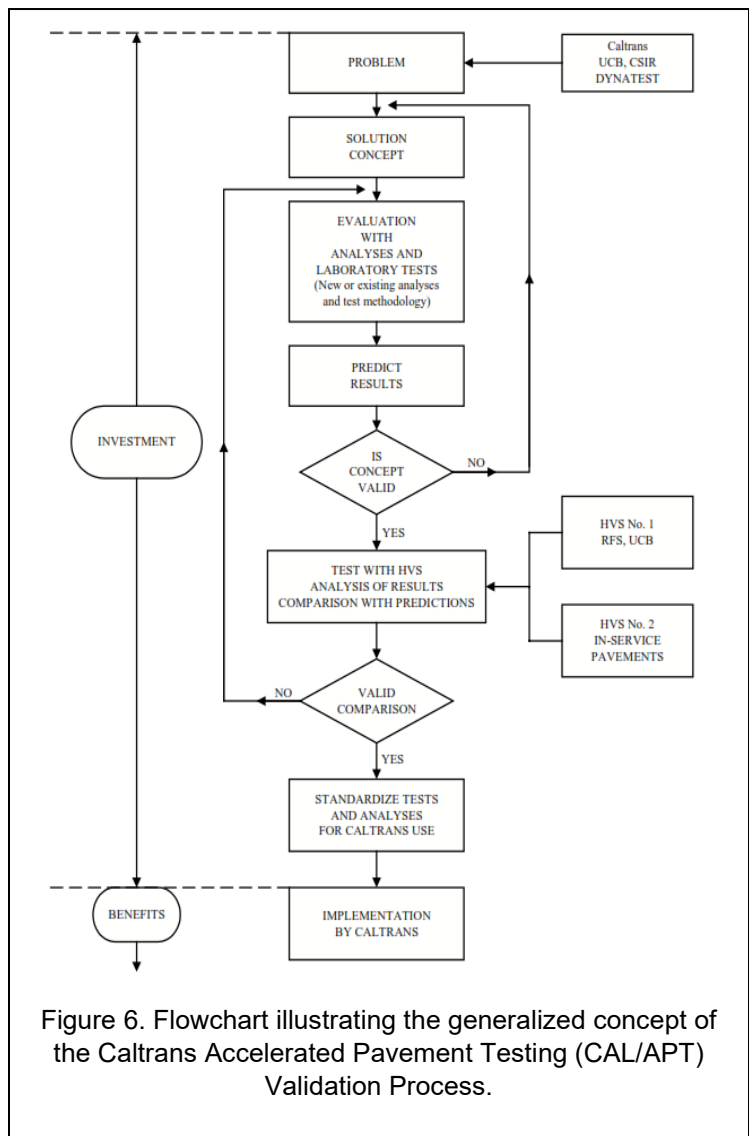 PROBLEM
Caltrans
UCB, CSIR
DYNATEST
SOLUTION
CONCEPT
EVALUATION
WITH
ANALYSES AND
LABORATORY TESTS
(New or existing analyses
and test methodology)
PREDICT
RESULTS
INVESTMENT
IS
CONCEPT
VALID
NO
YES
HVS No. 1
RFS, UCB
TEST WITH HVS
ANALYSIS OF RESULTS
COMPARISON WITH PREDICTIONS
HVS No. 2
IN-SERVICE
PAVEMENTS
NO
VALID
COMPARISON
YES
STANDARDIZE TESTS
AND ANALYSES
FOR CALTRANS USE
BENEFITS
IMPLEMENTATION
BY CALTRANS
Figure 6. Flowchart illustrating the generalized concept of
the Caltrans Accelerated Pavement Testing (CAL/APT)
Validation Process.